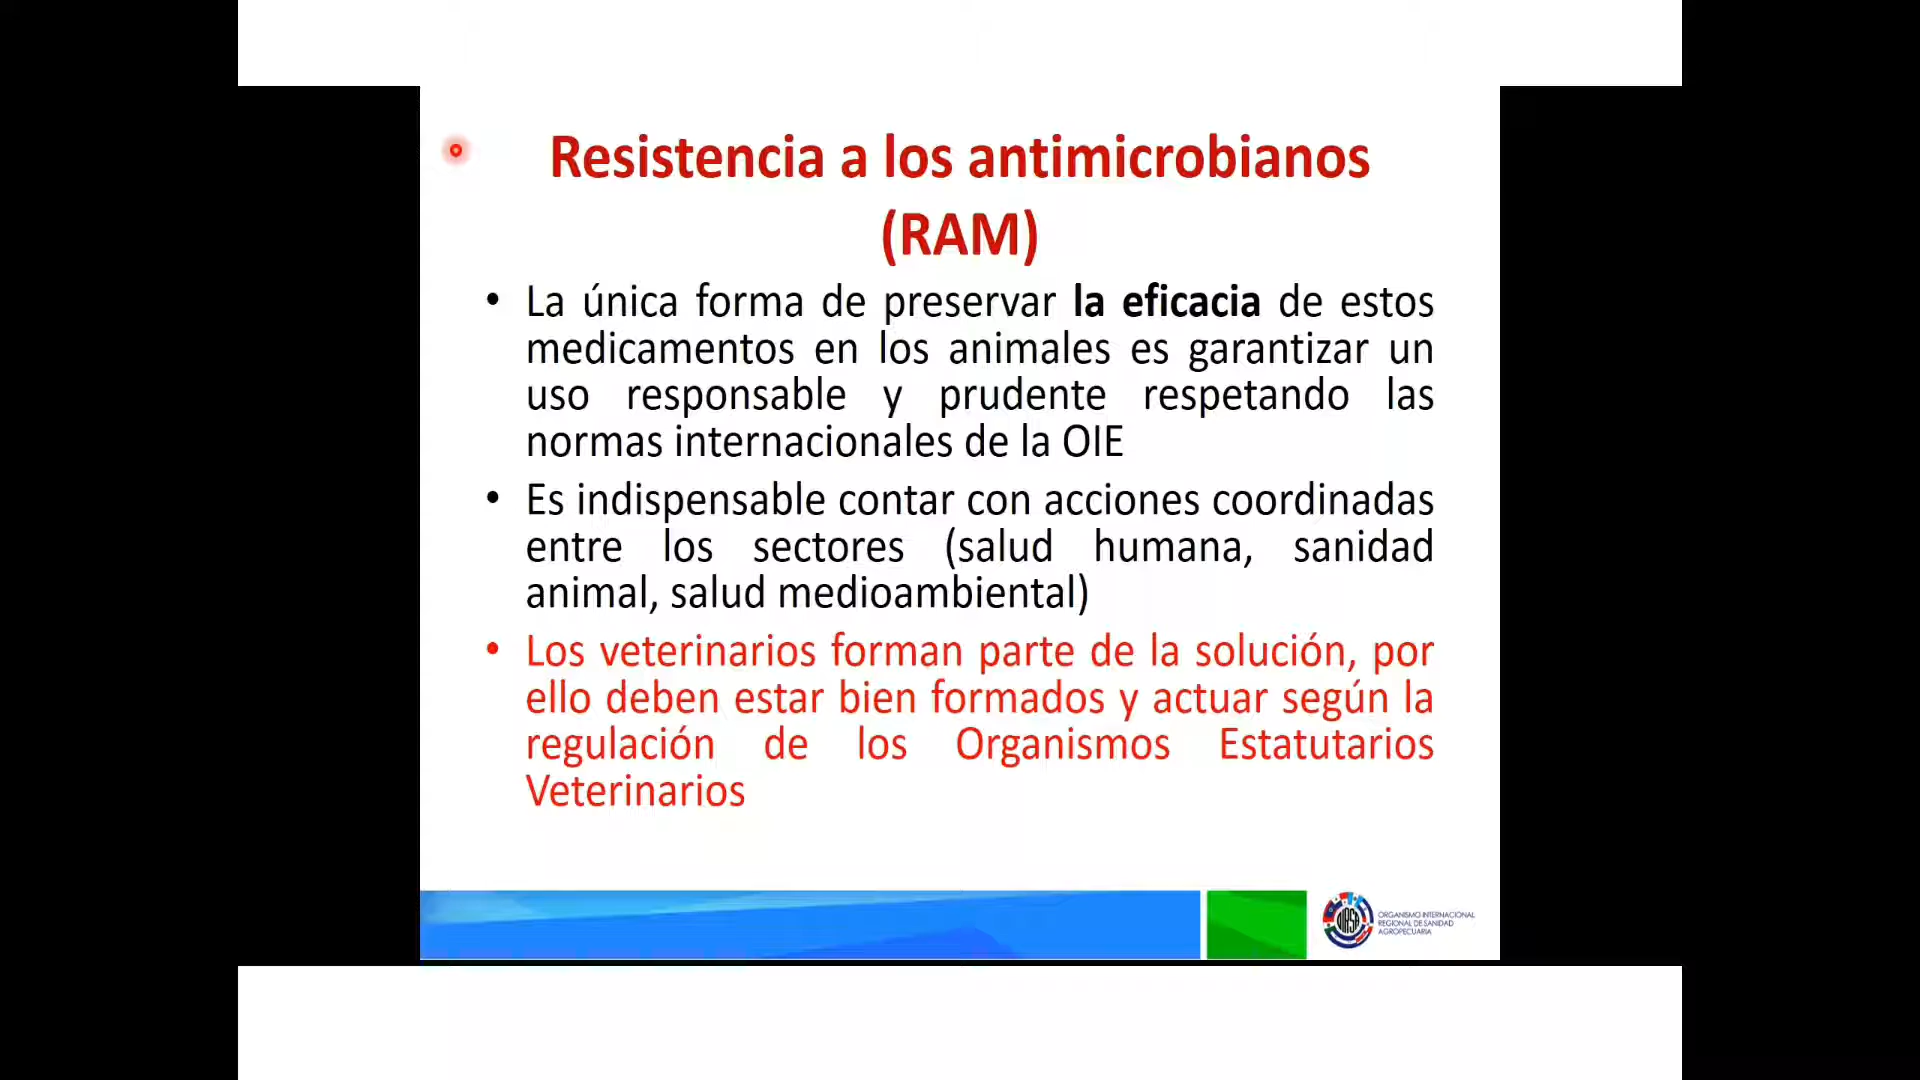 Resistencia a los antimicrobianos
(RAM)
• La única forma de preservar la eficacia de estos
medicamentos en los animales es garantizar un
uso responsable y prudente respetando las
normas internacionales de la OIE
• Es indispensable contar con acciones coordinadas
entre los sectores (salud humana, sanidad
animal, salud medioambiental)
• Los veterinarios forman parte de la solución, por
ello deben estar bien formados y actuar según la
regulación de los Organismos Estatutarios
Veterinarios
OIRSA
ORGANISMO INTERNACIONAL
REGIONAL DE SANIDAD
AGROPECUARIA